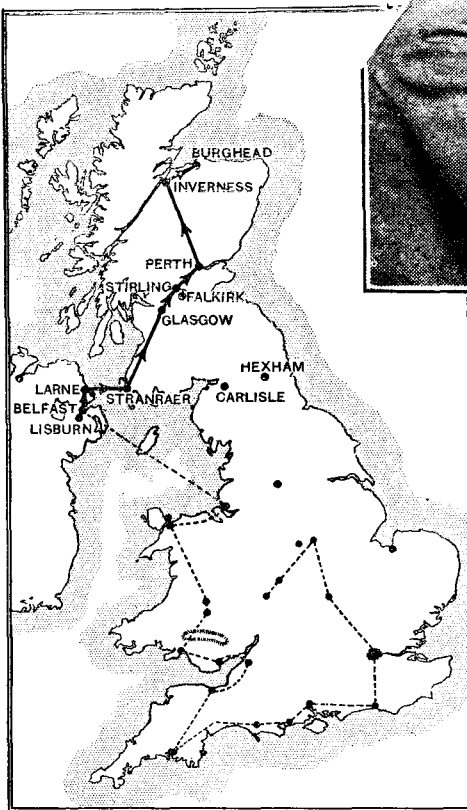 BURGHEAD
INVERNESS
PERTH
STIRLING
FALKIRK
GLASGOW
HEXHAM
LARNE
STRANRAER
CARLISLE
BELFAST
LISBURN